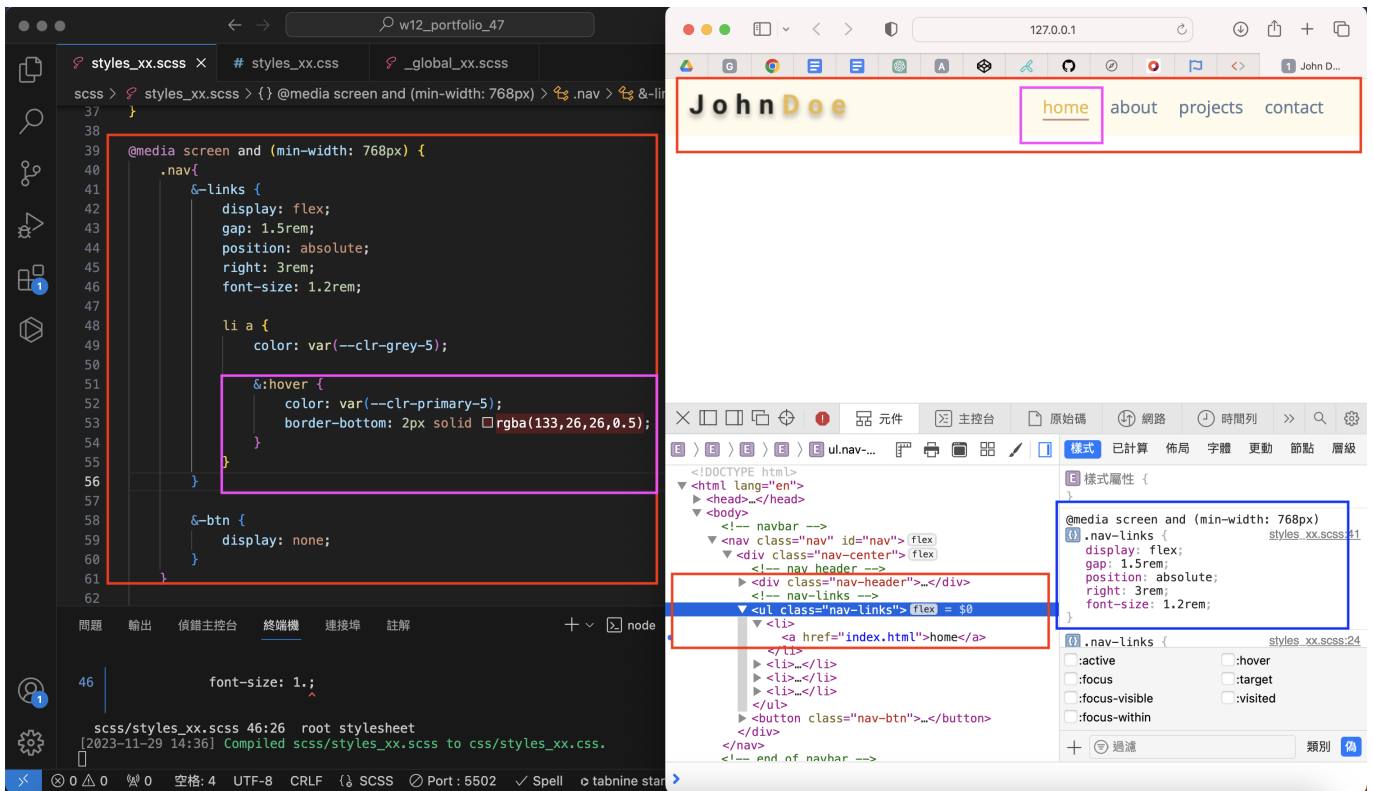 w12_portfolio_47
styles_xx.scss
# styles_xx.css
_global_xx.scss
scss > styles_xx.scss > {} @media screen and (min-width: 768px) > .nav > &-lin
37 }
38
39 @media screen and (min-width: 768px) {
40 .nav{
41 &-links {
42 display: flex;
43 gap: 1.5rem;
44 position: absolute;
45 right: 3rem;
46 font-size: 1.2rem;
47
48 li a {
49 color: var(--clr-grey-5);
50
51 &:hover {
52 color: var(--clr-primary-5);
53 border-bottom: 2px solid rgba(133,26,26,0.5);
54 }
55 }
56 }
57
58 &-btn {
59 display: none;
60 }
61 }
62
問題 輸出 偵錯主控台 終端機 連接埠 註解 node
46 font-size: 1.;
^
scss/styles_xx.scss 46:26 root stylesheet
[2023-11-29 14:36] Compiled scss/styles_xx.scss to css/styles_xx.css.
1
1
0 0 0 空格: 4 UTF-8 CRLF SCSS Port : 5502 Spell tabnine star
127.0.0.1
G A 1 John D...
JohnDoe
home about projects contact
元件 主控台 原始碼 網路 時間列
E E E E E ul.nav-...
<!DOCTYPE html>
<html lang="en">
<head>…</head>
<body>
<!-- navbar -->
<nav class="nav" id="nav"> flex
<div class="nav-center"> flex
<!-- nav header -->
<div class="nav-header">…</div>
<!-- nav-links -->
<ul class="nav-links"> flex = $0
<li>
<a href="index.html">home</a>
</li>
<li>…</li>
<li>…</li>
<li>…</li>
</ul>
<button class="nav-btn">…</button>
</div>
</nav>
<!-- end of navbar -->
樣式 已計算 佈局 字體 更動 節點 層級
E 樣式屬性 {
}
@media screen and (min-width: 768px)
.nav-links { styles_xx.scss:41
display: flex;
gap: 1.5rem;
position: absolute;
right: 3rem;
font-size: 1.2rem;
}
.nav-links { styles_xx.scss:24
:active :hover
:focus :target
:focus-visible :visited
:focus-within
過濾 類別 偽